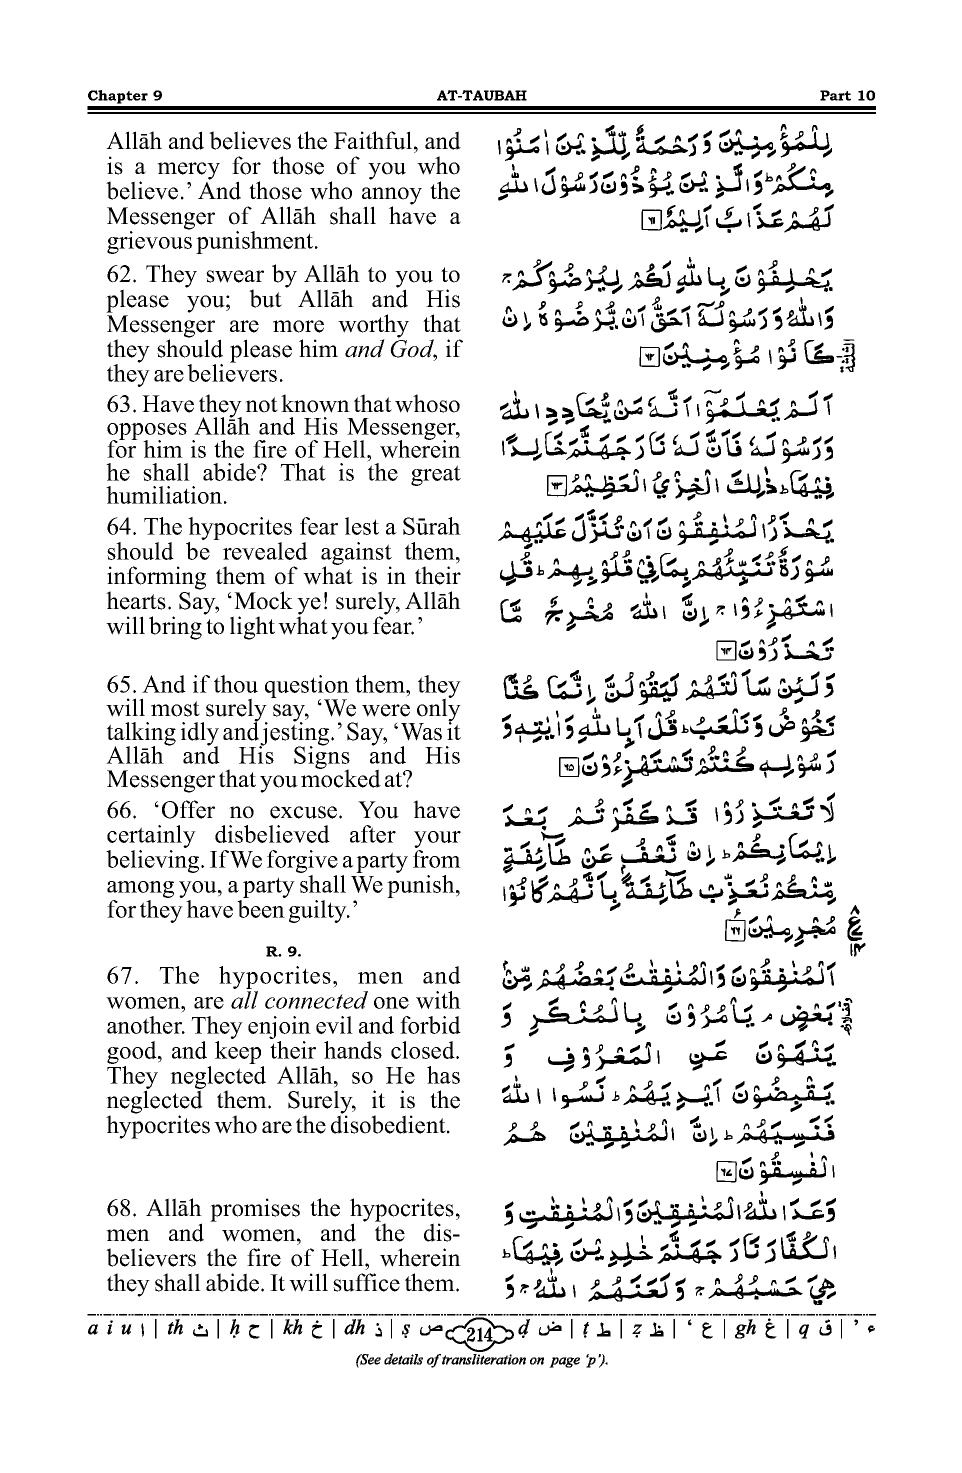 Chapter 9 AT-TAUBAH Part 10
Allāh and believes the Faithful, and
is a mercy for those of you who
believe.’ And those who annoy the
Messenger of Allāh shall have a
grievous punishment.
62. They swear by Allāh to you to
please you; but Allāh and His
Messenger are more worthy that
they should please him and God, if
they are believers.
63. Have they not known that whoso
opposes Allāh and His Messenger,
for him is the fire of Hell, wherein
he shall abide? That is the great
humiliation.
64. The hypocrites fear lest a Sūrah
should be revealed against them,
informing them of what is in their
hearts. Say, ‘Mock ye! surely, Allāh
will bring to light what you fear.’
65. And if thou question them, they
will most surely say, ‘We were only
talking idly and jesting.’ Say, ‘Was it
Allāh and His Signs and His
Messenger that you mocked at?
66. ‘Offer no excuse. You have
certainly disbelieved after your
believing. If We forgive a party from
among you, a party shall We punish,
for they have been guilty.’
R. 9.
67. The hypocrites, men and
women, are all connected one with
another. They enjoin evil and forbid
good, and keep their hands closed.
They neglected Allāh, so He has
neglected them. Surely, it is the
hypocrites who are the disobedient.
68. Allāh promises the hypocrites,
men and women, and the dis-
believers the fire of Hell, wherein
they shall abide. It will suffice them.
لِّلْمُؤْمِنِيْنَ وَ رَحْمَةٌ لِّلَّذِيْنَ اٰمَنُوْا
مِنْكُمْ ؕ وَالَّذِيْنَ يُؤْذُوْنَ رَسُوْلَ اللّٰهِ
لَهُمْ عَذَابٌ اَلِيْمٌ ۶۱
يَحْلِفُوْنَ بِاللّٰهِ لَكُمْ لِيُرْضُوْكُمْ ۚ
وَاللّٰهُ وَ رَسُوْلُهٗۤ اَحَقُّ اَنْ يُّرْضُوْهُ اِنْ
كَانُوْا مُؤْمِنِيْنَ ۶۲
اَلَمْ يَعْلَمُوْۤا اَنَّهٗ مَنْ يُّحَادِدِ اللّٰهَ
وَرَسُوْلَهٗ فَاَنَّ لَهٗ نَارَ جَهَنَّمَ خَالِدًا
فِيْهَا ؕ ذٰلِكَ الْخِزْيُ الْعَظِيْمُ ۶۳
يَحْذَرُ الْمُنٰفِقُوْنَ اَنْ تُنَزَّلَ عَلَيْهِمْ
سُوْرَةٌ تُنَبِّئُهُمْ بِمَا فِيْ قُلُوْبِهِمْ ؕ قُلِ
اسْتَهْزِءُوْا ۚ اِنَّ اللّٰهَ مُخْرِجٌ مَّا
تَحْذَرُوْنَ ۶۴
وَلَئِنْ سَاَلْتَهُمْ لَيَقُوْلُنَّ اِنَّمَا كُنَّا
نَخُوْضُ وَنَلْعَبُ ؕ قُلْ اَبِاللّٰهِ وَاٰيٰتِهٖ وَ
رَسُوْلِهٖ كُنْتُمْ تَسْتَهْزِءُوْنَ ۶۵
لَا تَعْتَذِرُوْا قَدْ كَفَرْتُمْ بَعْدَ
اِيْمَانِكُمْ ؕ اِنْ نَّعْفُ عَنْ طَآئِفَةٍ
مِّنْكُمْ نُعَذِّبْ طَآئِفَةًۢ بِاَنَّهُمْ كَانُوْا
مُجْرِمِيْنَ ۶۶
اَلْمُنٰفِقُوْنَ وَالْمُنٰفِقٰتُ بَعْضُهُمْ مِّنْۢ
بَعْضٍ ۘ يَاْمُرُوْنَ بِالْمُنْكَرِ وَ
يَنْهَوْنَ عَنِ الْمَعْرُوْفِ وَ
يَقْبِضُوْنَ اَيْدِيَهُمْ ؕ نَسُوا اللّٰهَ
فَنَسِيَهُمْ ؕ اِنَّ الْمُنٰفِقِيْنَ هُمُ
الْفٰسِقُوْنَ ۶۷
وَعَدَ اللّٰهُ الْمُنٰفِقِيْنَ وَالْمُنٰفِقٰتِ وَ
الْكُفَّارَ نَارَ جَهَنَّمَ خٰلِدِيْنَ فِيْهَا ؕ
هِيَ حَسْبُهُمْ ۚ وَلَعَنَهُمُ اللّٰهُ ۚ وَ
a i u ا | th ث | ḥ ح | kh خ | dh ذ | ṣ ص 214 ḍ ض | ṭ ط | ẓ ظ | ‘ ع | gh غ | q ق | ’ ء
(See details of transliteration on page ‘p’).